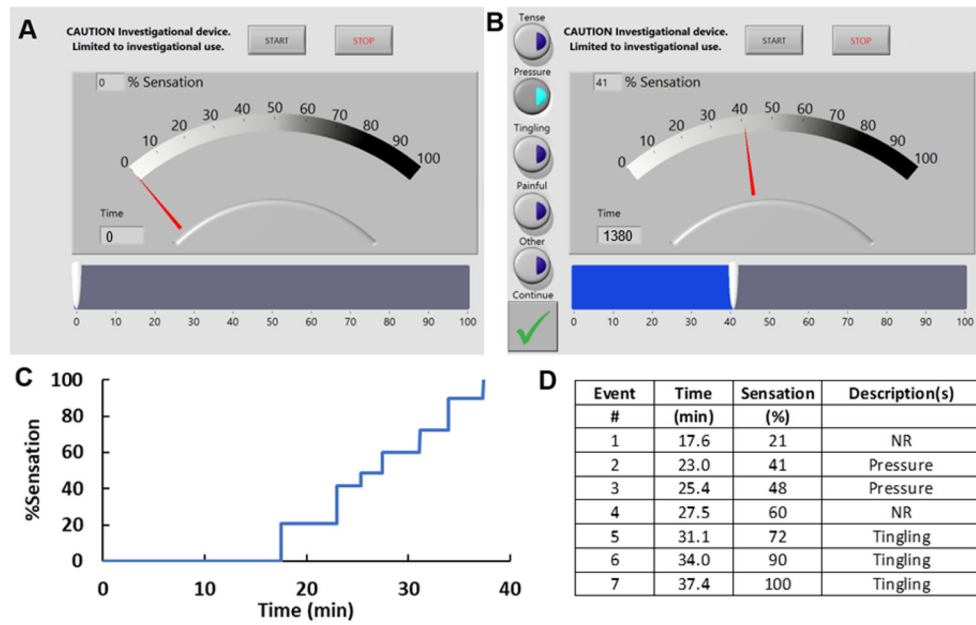 A
CAUTION Investigational device.
Limited to investigational use.
START
STOP
0 % Sensation
0 10 20 30 40 50 60 70 80 90 100
Time
0
0 10 20 30 40 50 60 70 80 90 100
B
Tense
Pressure
Tingling
Painful
Other
Continue
CAUTION Investigational device.
Limited to investigational use.
START
STOP
41 % Sensation
0 10 20 30 40 50 60 70 80 90 100
Time
1380
0 10 20 30 40 50 60 70 80 90 100
C
%Sensation
100
80
60
40
20
0
0 10 20 30 40
Time (min)
D
Event Time Sensation Description(s)
# (min) (%)
1 17.6 21 NR
2 23.0 41 Pressure
3 25.4 48 Pressure
4 27.5 60 NR
5 31.1 72 Tingling
6 34.0 90 Tingling
7 37.4 100 Tingling